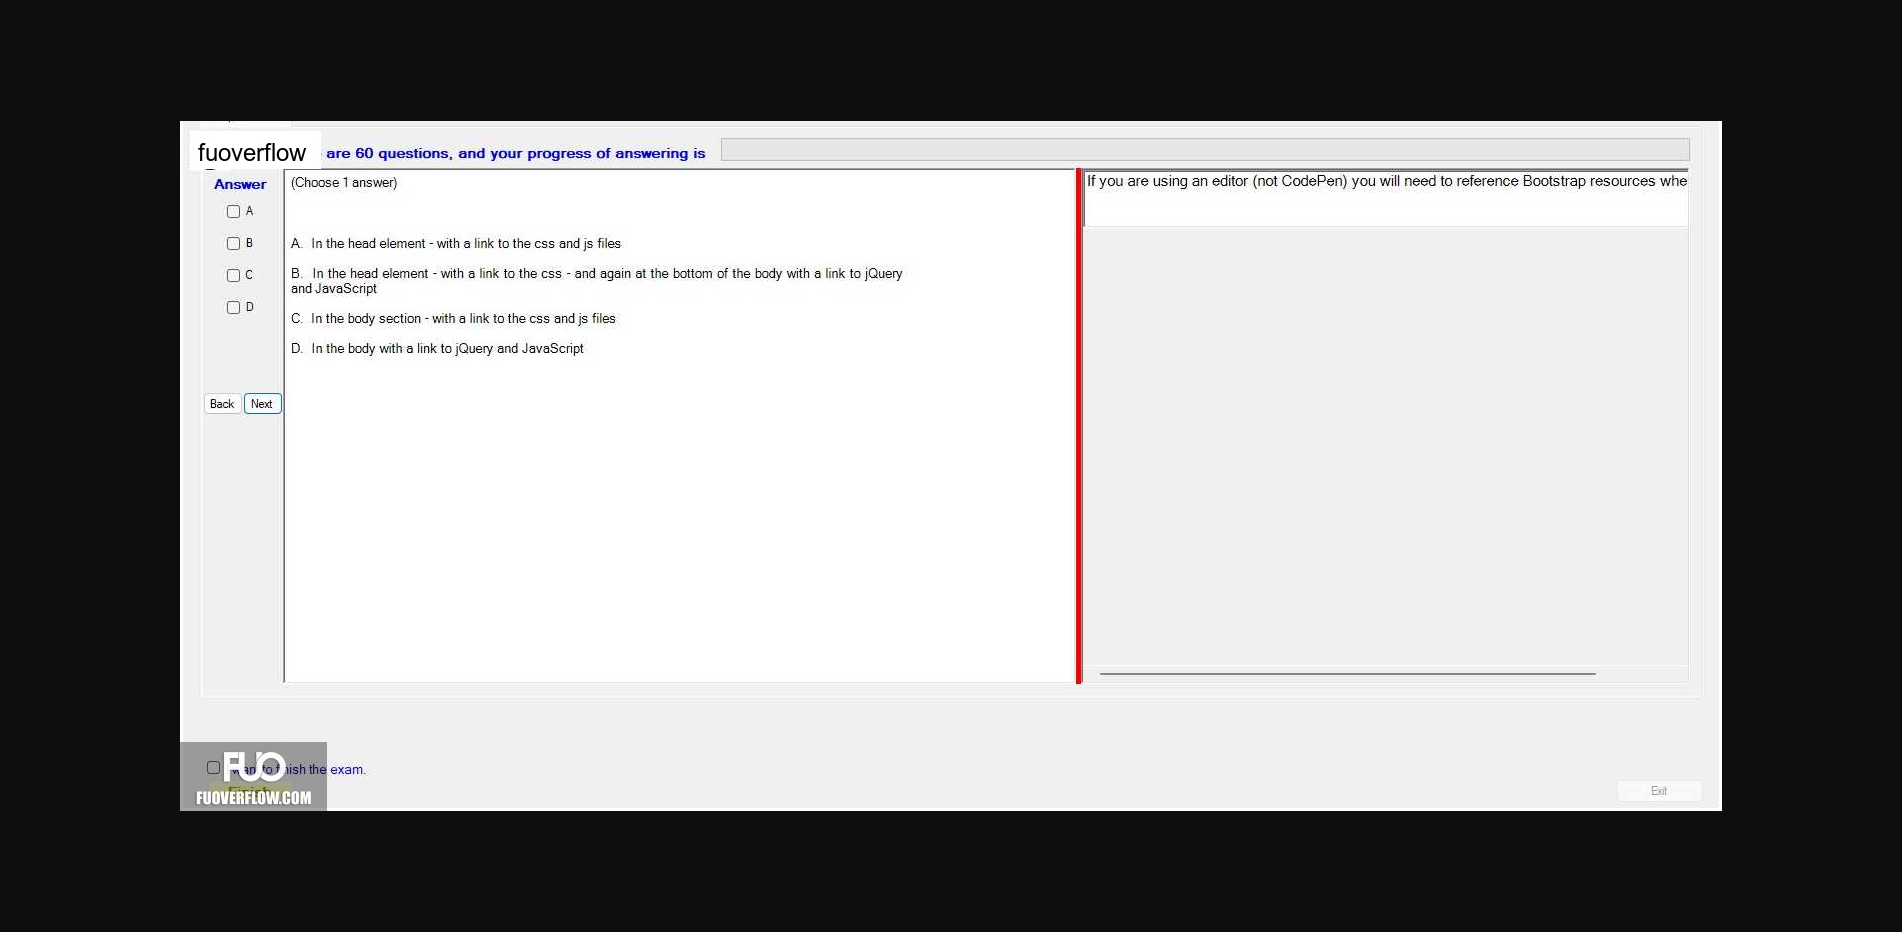 fuoverflow are 60 questions, and your progress of answering is
Answer
(Choose 1 answer)
If you are using an editor (not CodePen) you will need to reference Bootstrap resources whe
A
B
C
D
A. In the head element - with a link to the css and js files
B. In the head element - with a link to the css - and again at the bottom of the body with a link to jQuery
and JavaScript
C. In the body section - with a link to the css and js files
D. In the body with a link to jQuery and JavaScript
Back Next
want to finish the exam.
Finish
FUO
FUOVERFLOW.COM
Exit